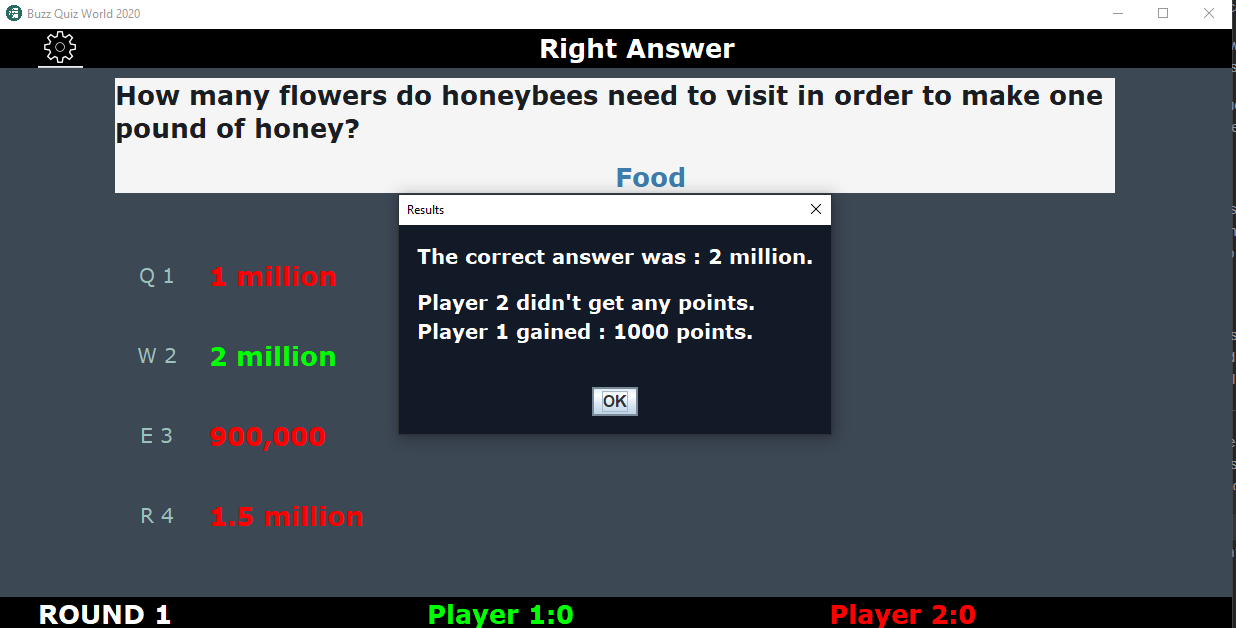 Buzz Quiz World 2020
Right Answer
How many flowers do honeybees need to visit in order to make one
pound of honey?
Food
Results
The correct answer was : 2 million.
Player 2 didn't get any points.
Player 1 gained : 1000 points.
OK
Q 1 1 million
W 2 2 million
E 3 900,000
R 4 1.5 million
ROUND 1 Player 1:0 Player 2:0